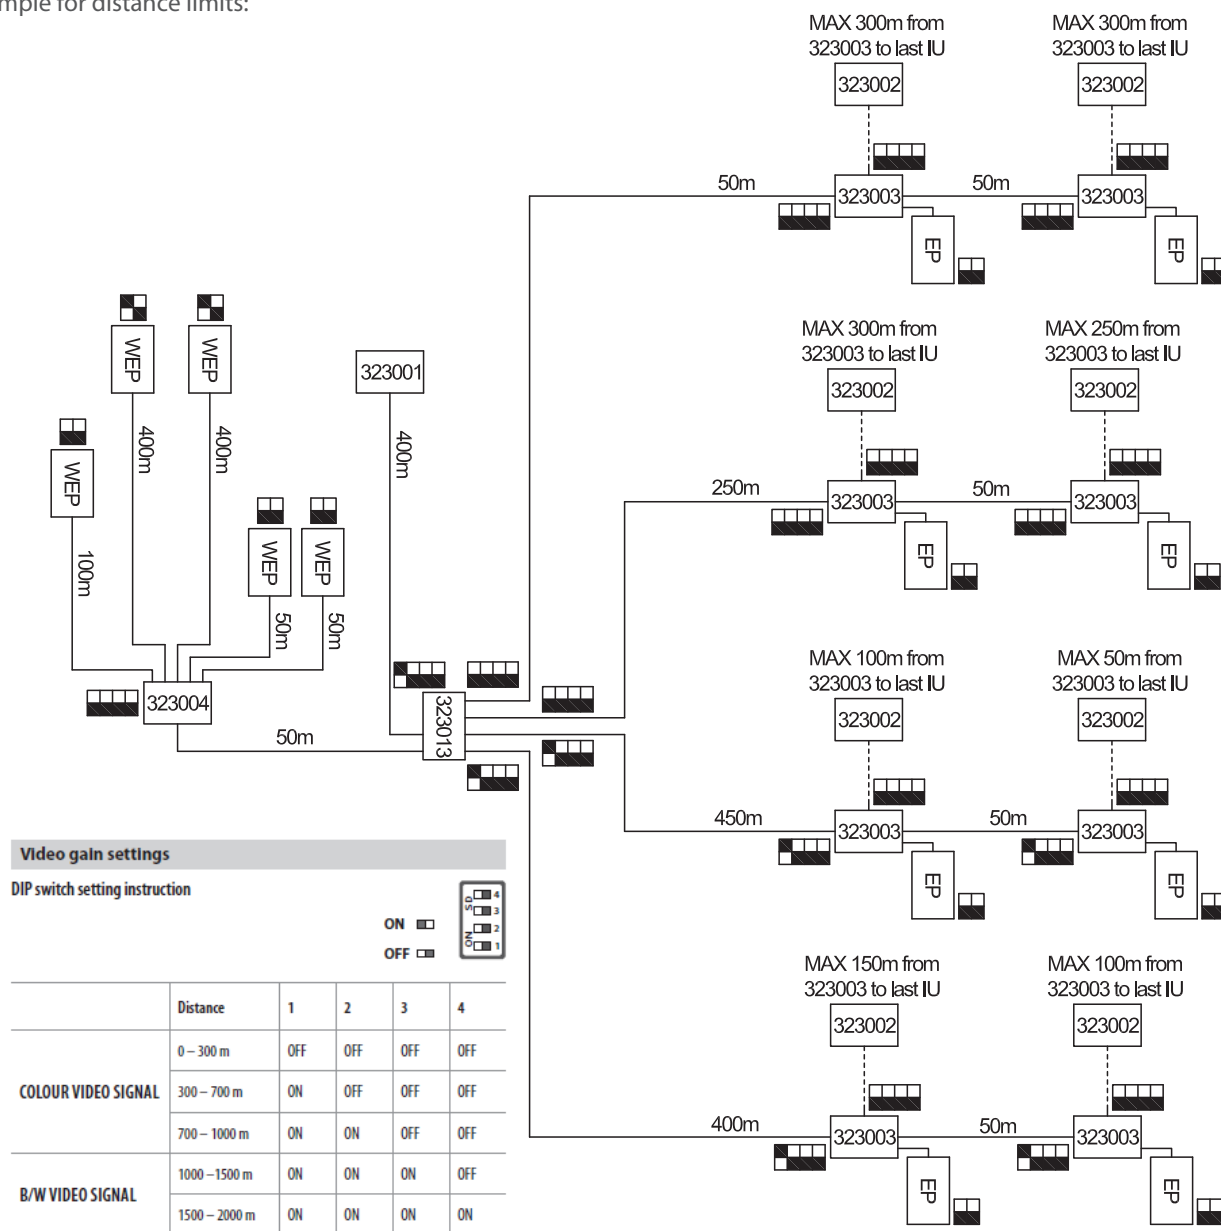 mple for distance limits:
MAX 300m from
323003 to last IU
MAX 300m from
323003 to last IU
323002
323002
50m
323003
50m
323003
EP
EP
MAX 300m from
323003 to last IU
MAX 250m from
323003 to last IU
323002
323002
250m
323003
50m
323003
EP
EP
WEP
WEP
323001
WEP
400m
400m
400m
WEP
WEP
100m
50m
50m
323004
50m
323013
MAX 100m from
323003 to last IU
MAX 50m from
323003 to last IU
323002
323002
450m
323003
50m
323003
EP
EP
MAX 150m from
323003 to last IU
MAX 100m from
323003 to last IU
323002
323002
400m
323003
50m
323003
EP
EP
Video gain settings
DIP switch setting instruction
ON
OFF
SD
ON
4
3
2
1
Distance 1 2 3 4
COLOUR VIDEO SIGNAL
0 – 300 m OFF OFF OFF OFF
300 – 700 m ON OFF OFF OFF
700 – 1000 m ON ON OFF OFF
B/W VIDEO SIGNAL
1000 –1500 m ON ON ON OFF
1500 – 2000 m ON ON ON ON